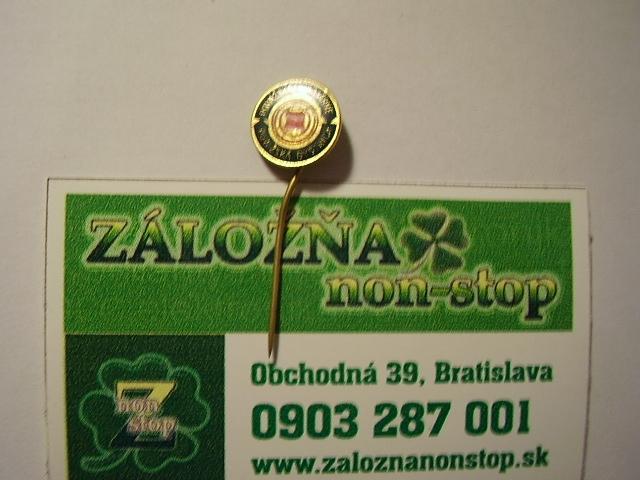 ZÁLOŽŇA
non-stop
Z
non
Stop
Obchodná 39, Bratislava
0903 287 001
www.zaloznanonstop.sk